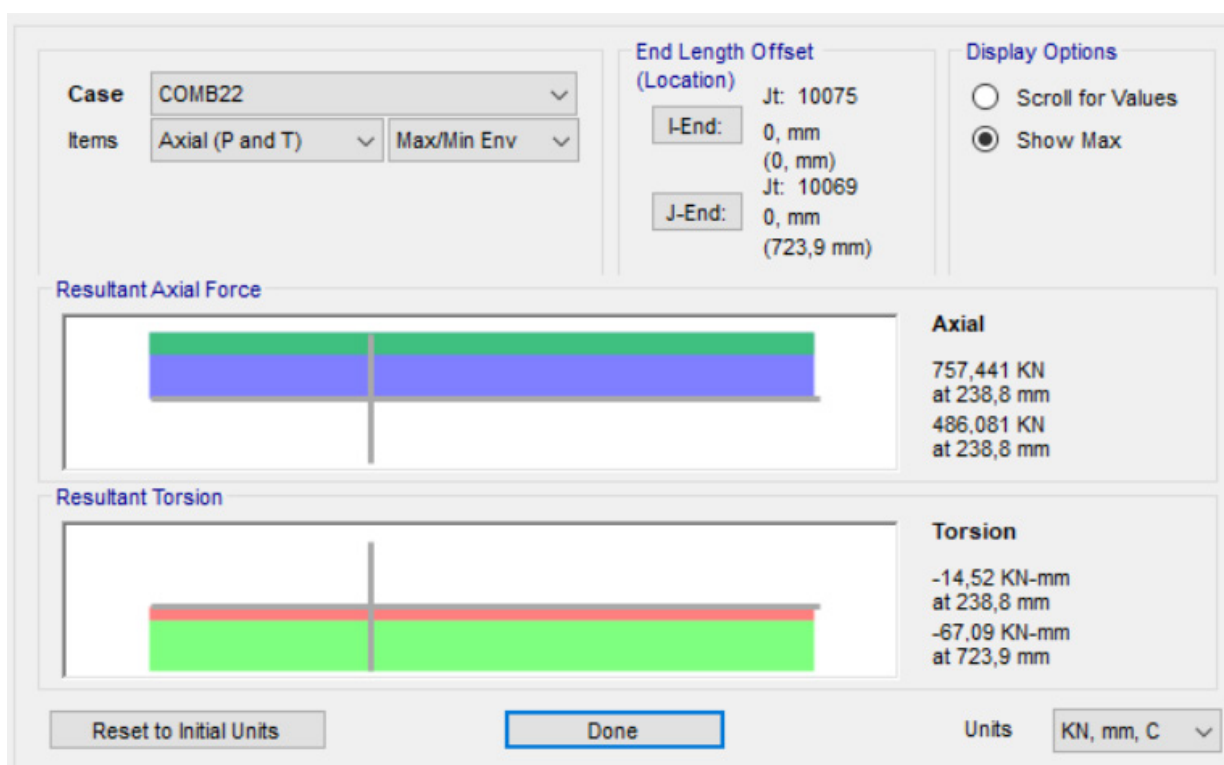 Case COMB22
Items Axial (P and T) Max/Min Env
End Length Offset
(Location)
Jt: 10075
I-End: 0, mm
(0, mm)
Jt: 10069
J-End: 0, mm
(723,9 mm)
Display Options
Scroll for Values
Show Max
Resultant Axial Force
Axial
757,441 KN
at 238,8 mm
486,081 KN
at 238,8 mm
Resultant Torsion
Torsion
-14,52 KN-mm
at 238,8 mm
-67,09 KN-mm
at 723,9 mm
Reset to Initial Units Done Units KN, mm, C